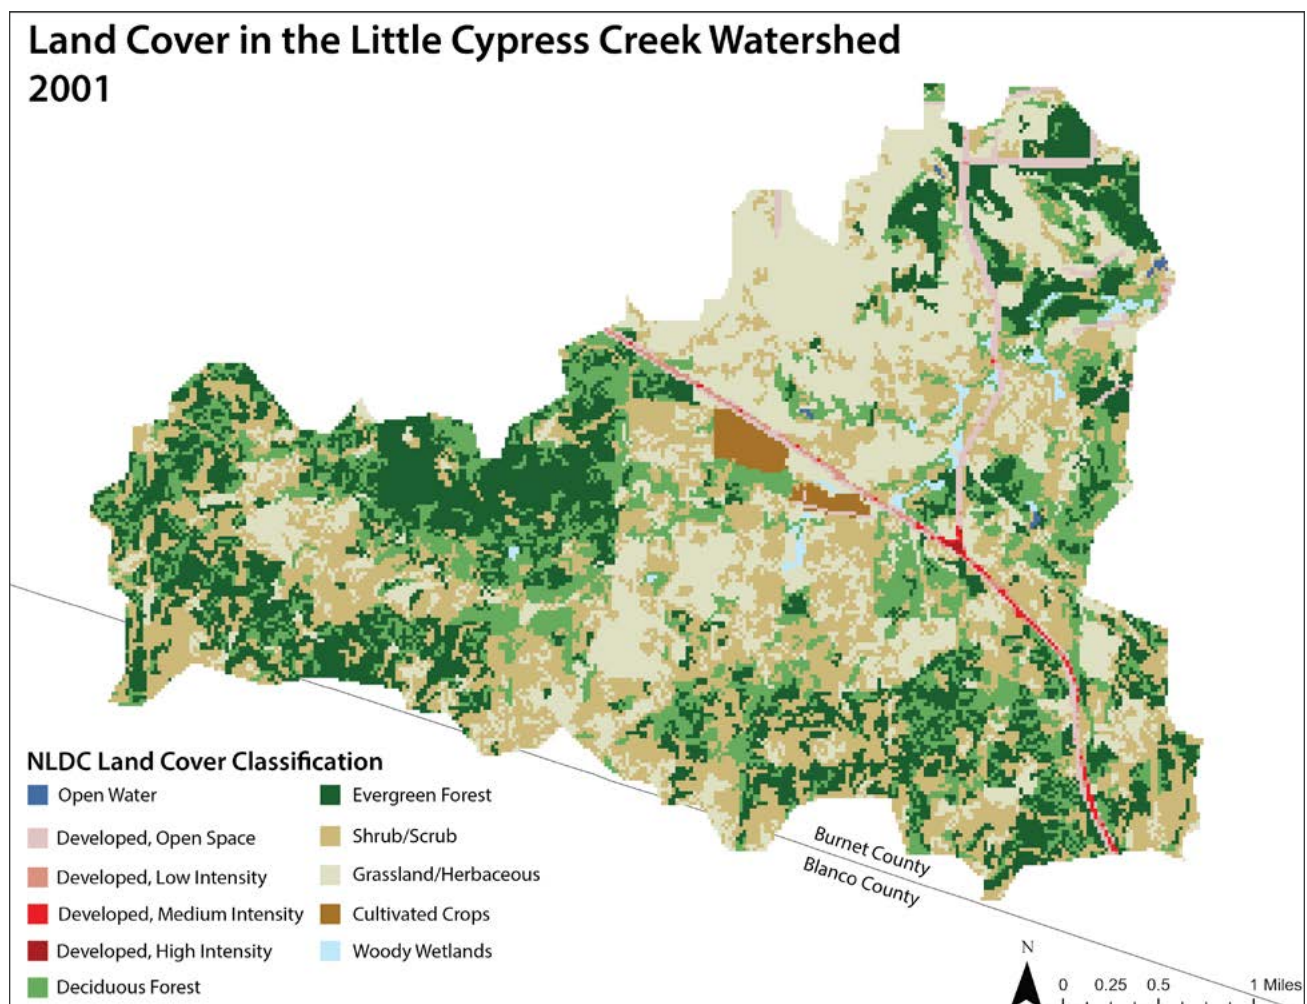 Land Cover in the Little Cypress Creek Watershed
2001
NLDC Land Cover Classification
Open Water
Developed, Open Space
Developed, Low Intensity
Developed, Medium Intensity
Developed, High Intensity
Deciduous Forest
Evergreen Forest
Shrub/Scrub
Grassland/Herbaceous
Cultivated Crops
Woody Wetlands
Burnet County
Blanco County
N
0 0.25 0.5 1 Miles